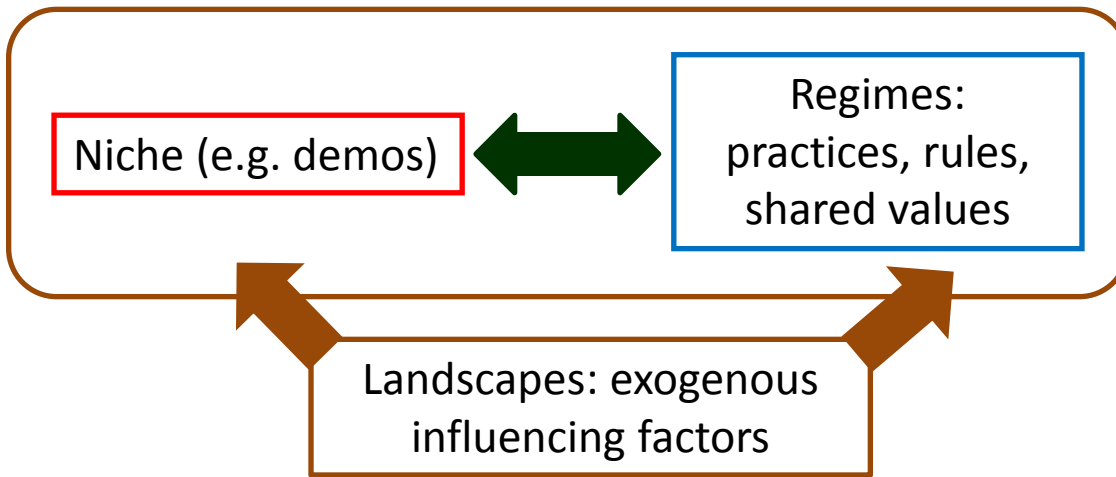 Niche (e.g. demos)
Regimes:
practices, rules,
shared values
Landscapes: exogenous
influencing factors